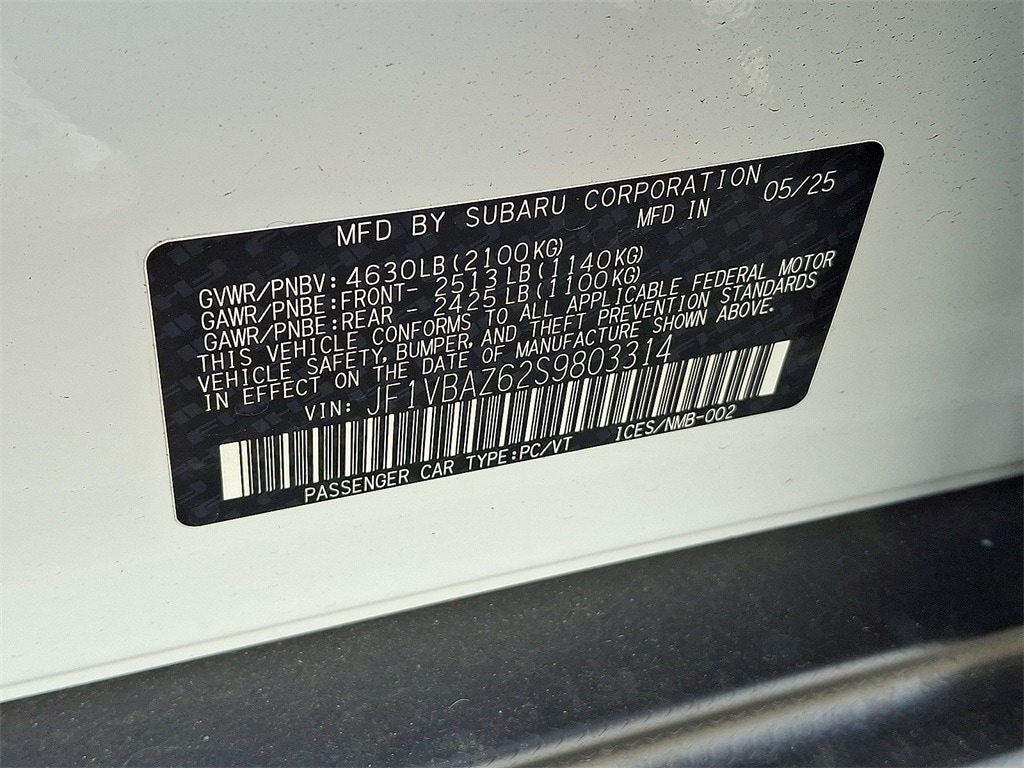 MFD BY SUBARU CORPORATION
MFD IN 05/25
GVWR/PNBV: 4630LB(2100KG)
GAWR/PNBE:FRONT- 2513LB(1140KG)
GAWR/PNBE:REAR - 2425LB(1100KG)
THIS VEHICLE CONFORMS TO ALL APPLICABLE FEDERAL MOTOR
VEHICLE SAFETY, BUMPER, AND THEFT PREVENTION STANDARDS
IN EFFECT ON THE DATE OF MANUFACTURE SHOWN ABOVE.
VIN: JF1VBAZ62S9803314
PASSENGER CAR TYPE:PC/VT ICES/NMB-002